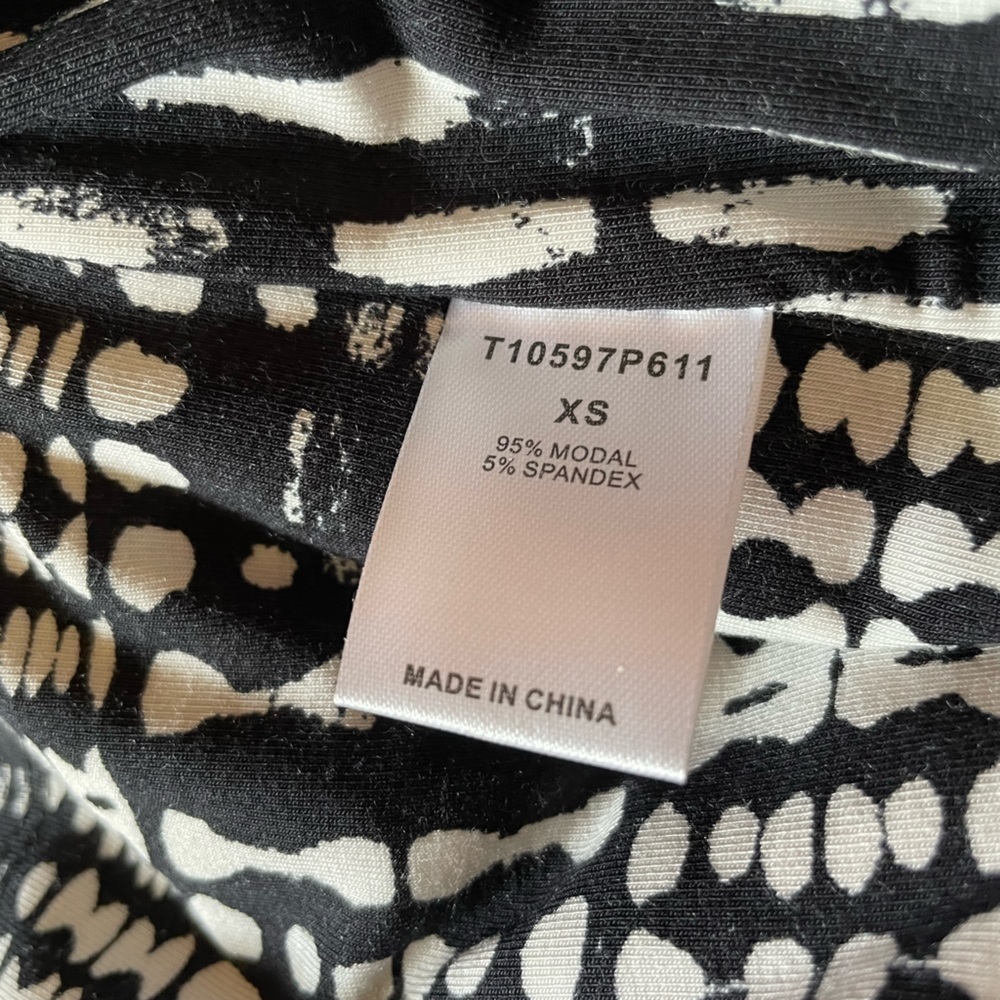 T10597P611
XS
95% MODAL
5% SPANDEX
MADE IN CHINA